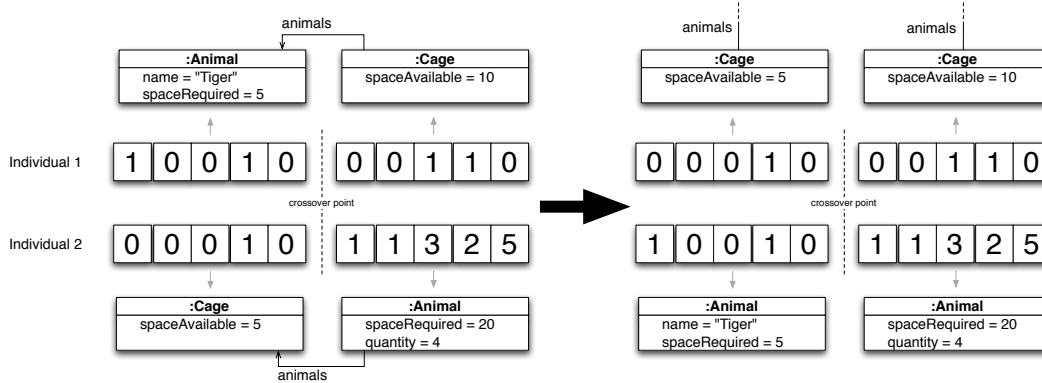 animals
:Animal
name = "Tiger"
spaceRequired = 5
:Cage
spaceAvailable = 10
Individual 1
1 0 0 1 0
0 0 1 1 0
crossover point
Individual 2
0 0 0 1 0
1 1 3 2 5
:Cage
spaceAvailable = 5
:Animal
spaceRequired = 20
quantity = 4
animals
animals
animals
:Cage
spaceAvailable = 5
:Cage
spaceAvailable = 10
0 0 0 1 0
0 0 1 1 0
crossover point
1 0 0 1 0
1 1 3 2 5
:Animal
name = "Tiger"
spaceRequired = 5
:Animal
spaceRequired = 20
quantity = 4